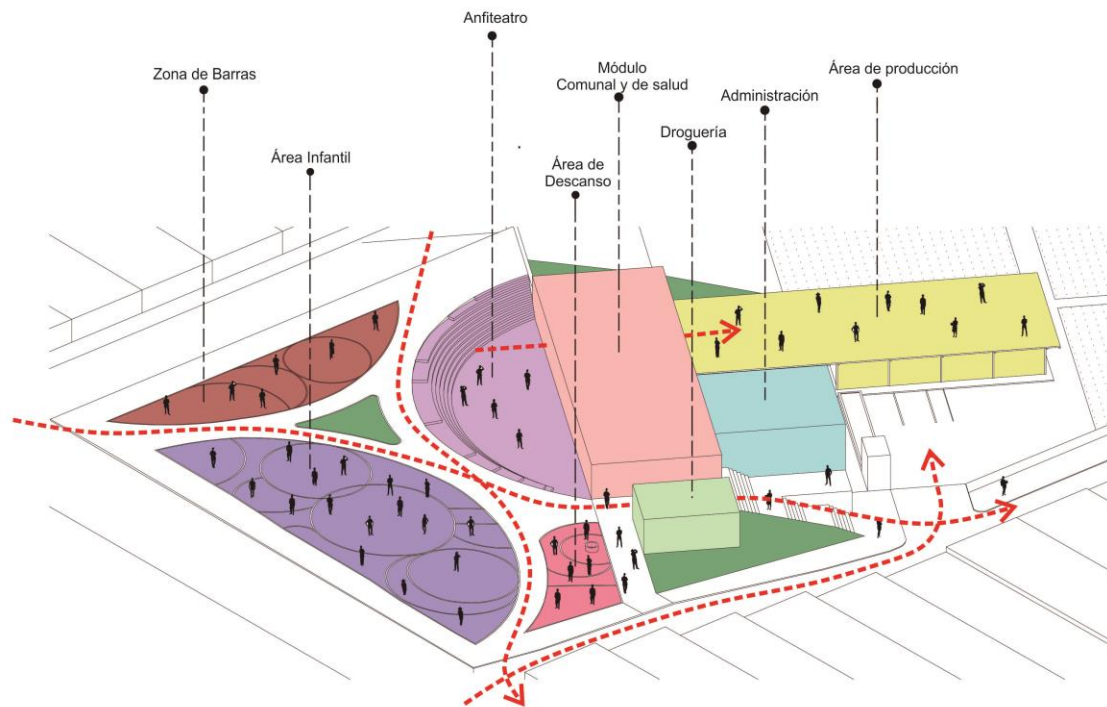 Anfiteatro
Zona de Barras
Módulo
Comunal y de salud
Área de producción
Administración
Droguería
Área Infantil
Área de
Descanso